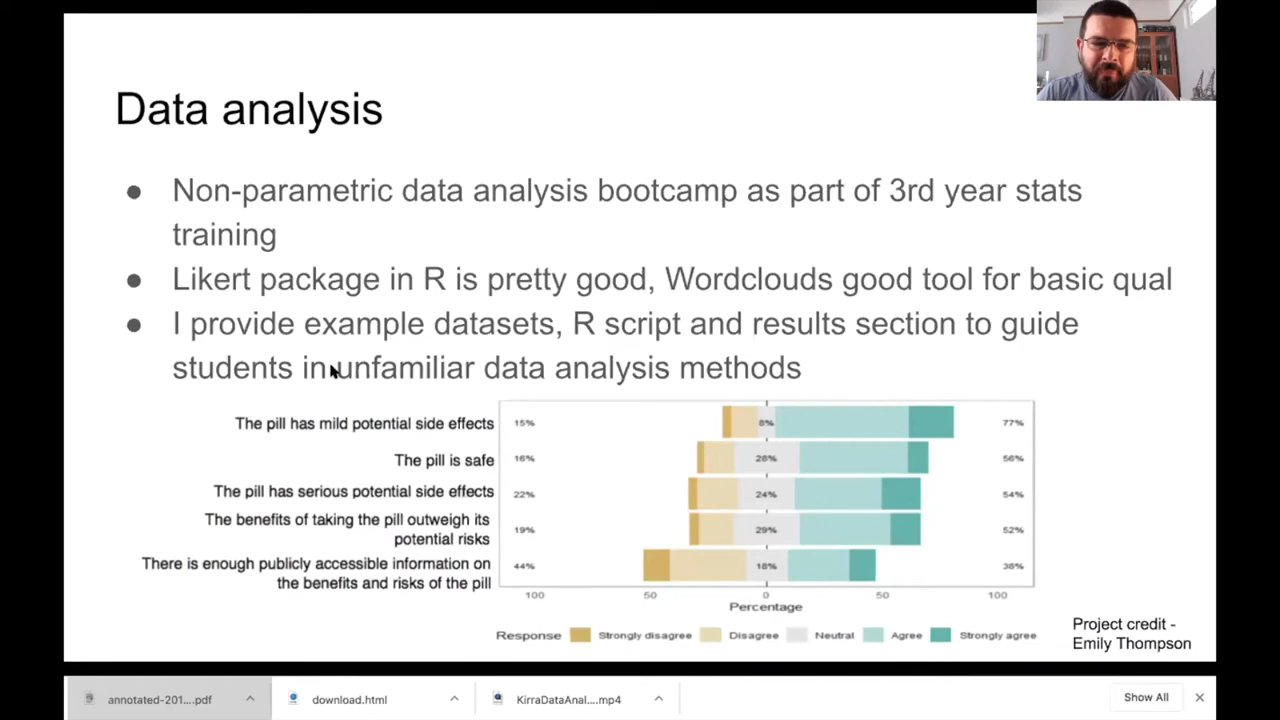 Data analysis
● Non-parametric data analysis bootcamp as part of 3rd year stats
training
● Likert package in R is pretty good, Wordclouds good tool for basic qual
● I provide example datasets, R script and results section to guide
students in unfamiliar data analysis methods
The pill has mild potential side effects 15% 8% 77%
The pill is safe 16% 28% 56%
The pill has serious potential side effects 22% 24% 54%
The benefits of taking the pill outweigh its
potential risks 19% 29% 52%
There is enough publicly accessible information on
the benefits and risks of the pill 44% 18% 38%
100 50 0 50 100
Percentage
Response Strongly disagree Disagree Neutral Agree Strongly agree
Project credit -
Emily Thompson
annotated-201....pdf download.html KirraDataAnal....mp4 Show All